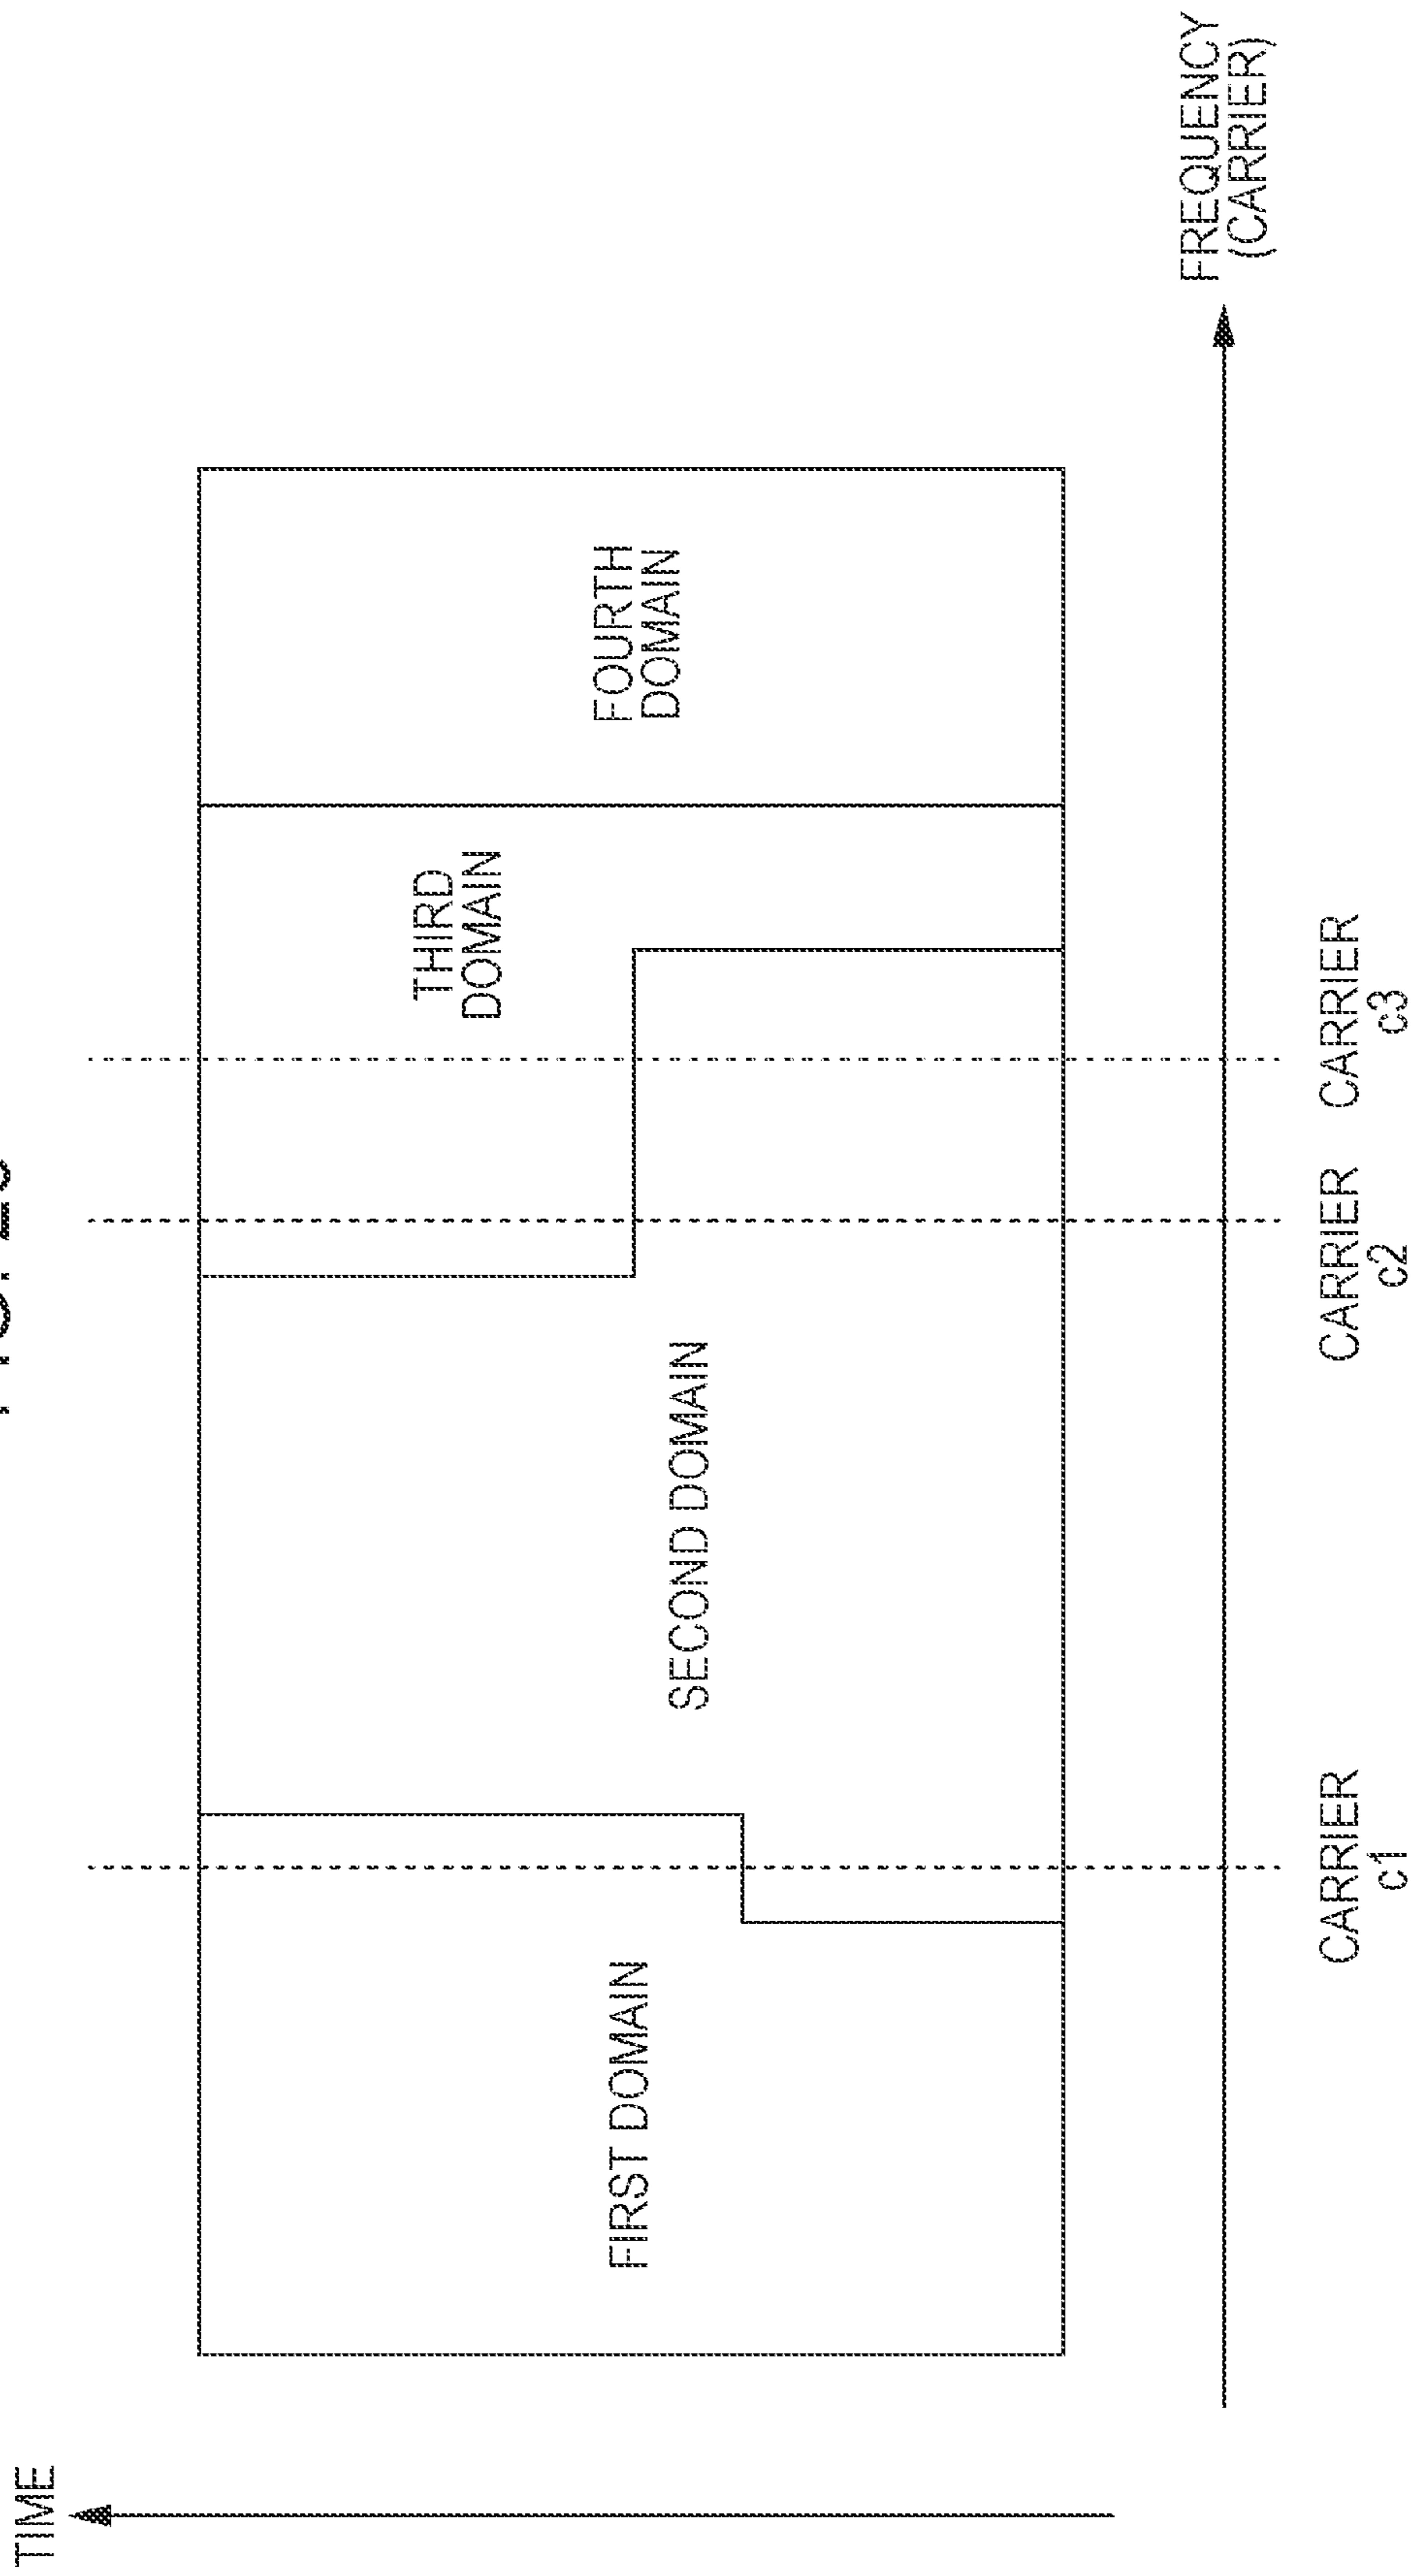 TIME
FIRST DOMAIN
SECOND DOMAIN
THIRD
DOMAIN
FOURTH
DOMAIN
FREQUENCY
(CARRIER)
CARRIER
c1
CARRIER
c2
CARRIER
c3